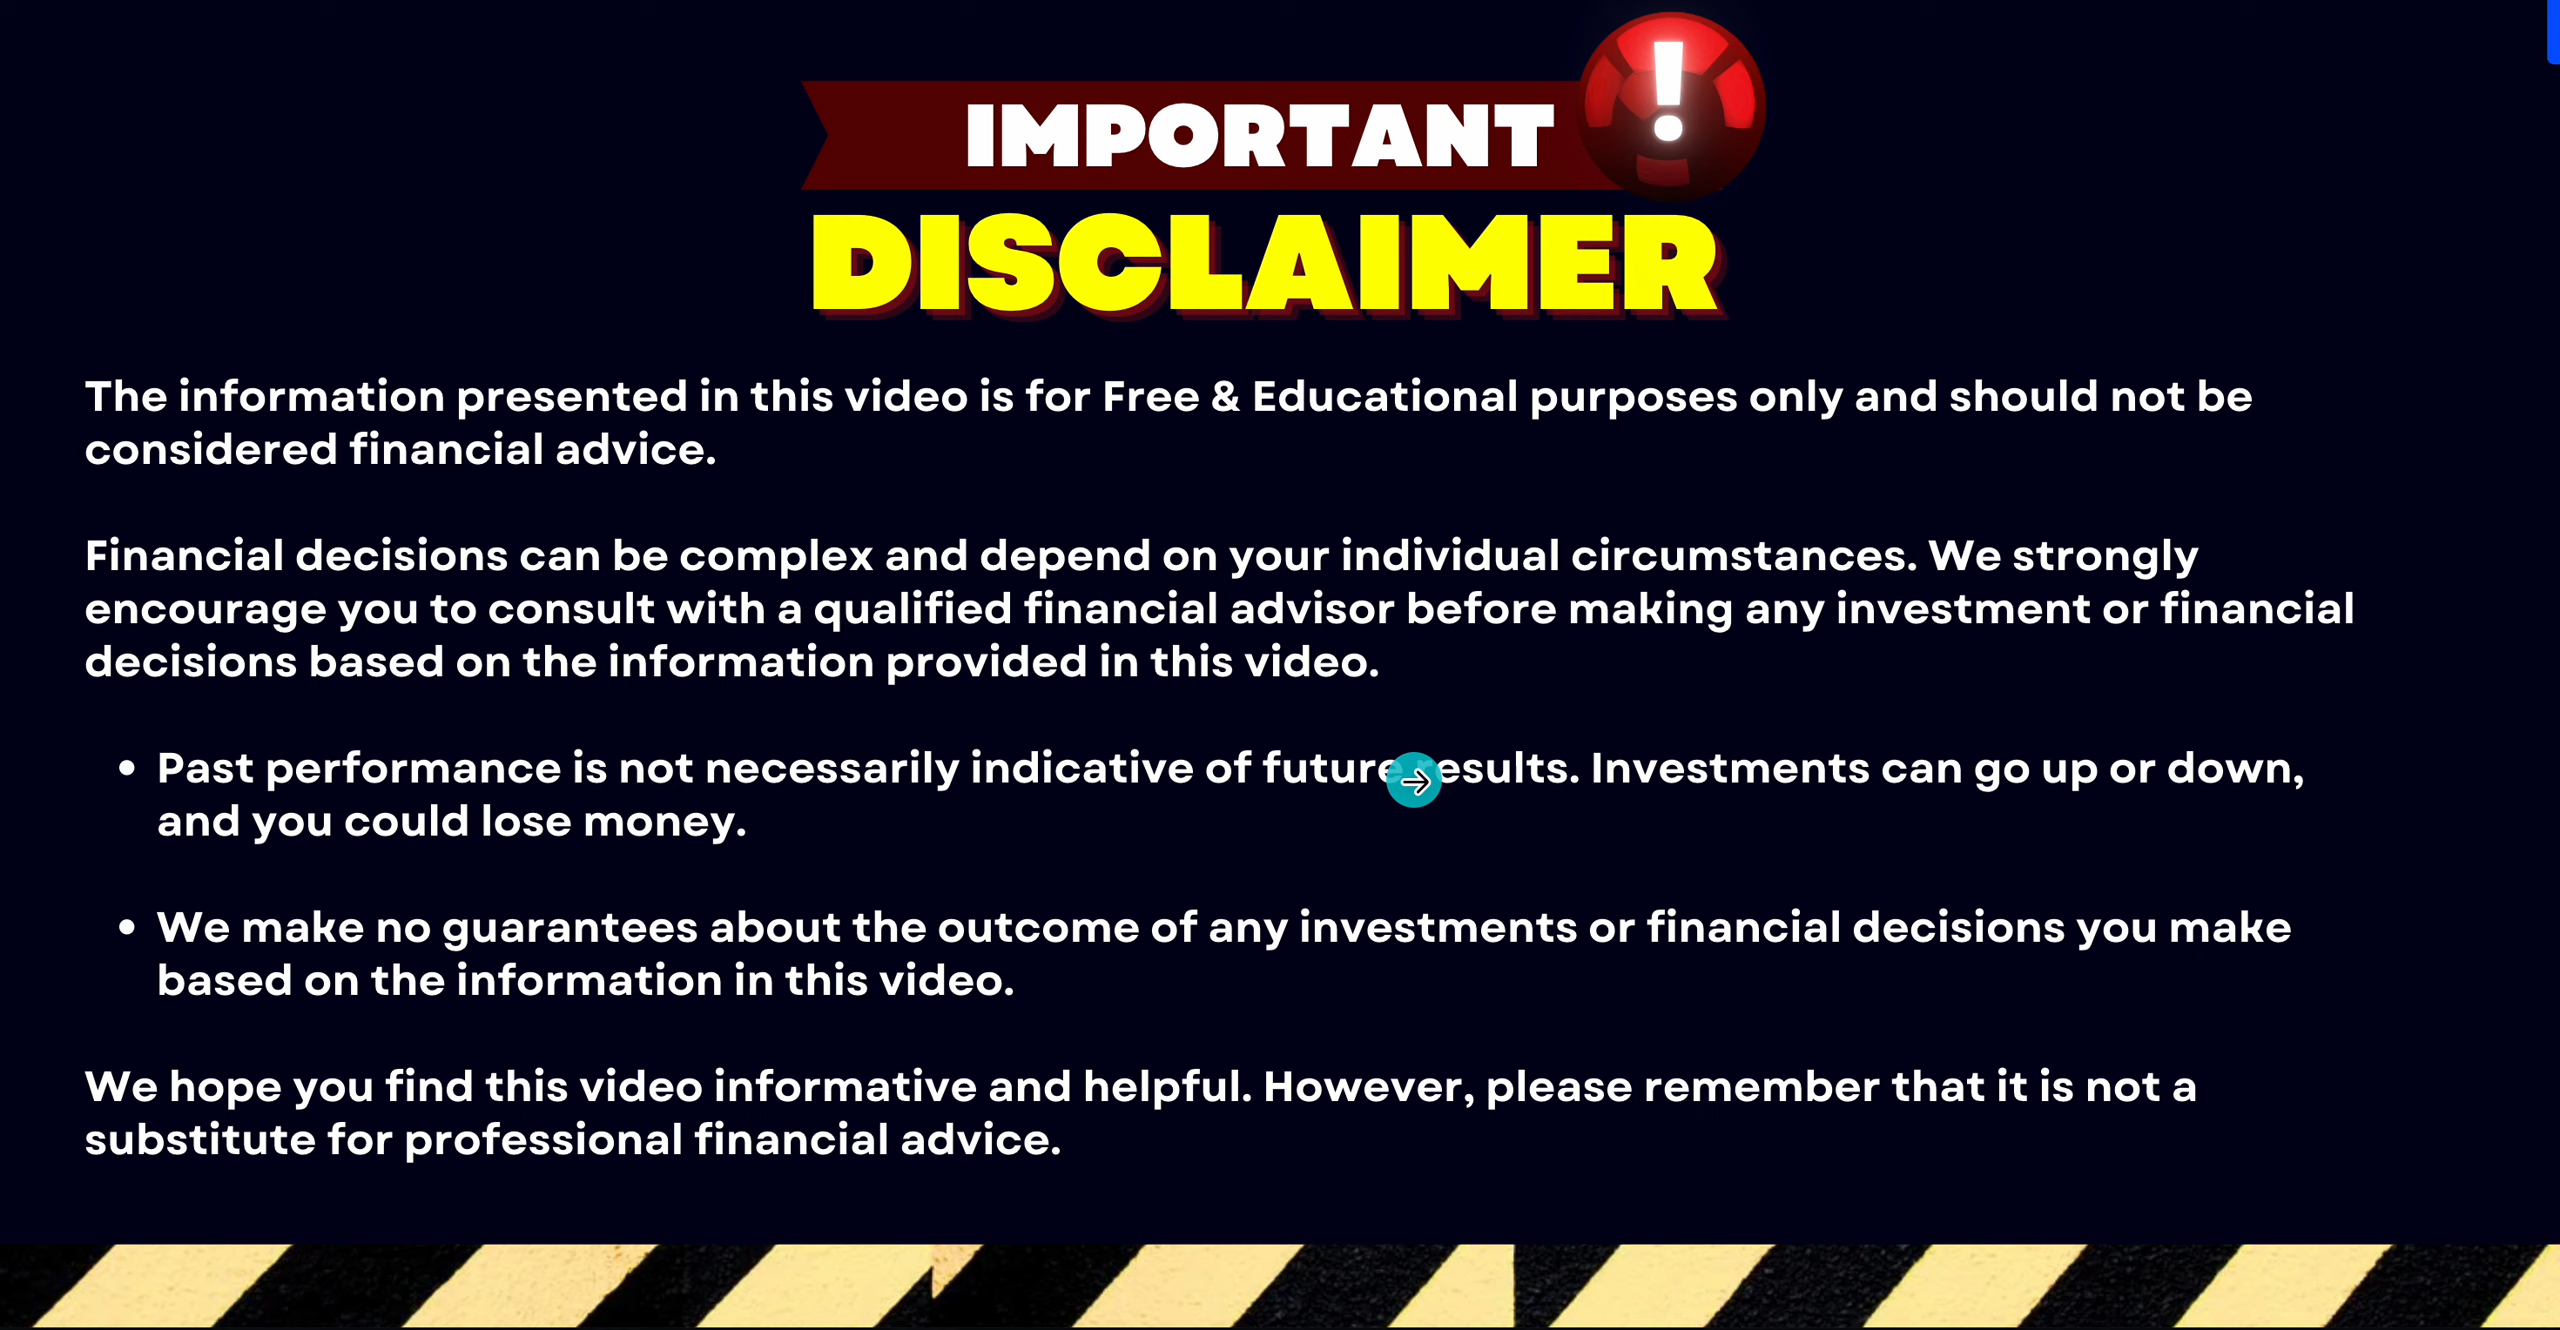 IMPORTANT
DISCLAIMER
The information presented in this video is for Free & Educational purposes only and should not be
considered financial advice.
Financial decisions can be complex and depend on your individual circumstances. We strongly
encourage you to consult with a qualified financial advisor before making any investment or financial
decisions based on the information provided in this video.
• Past performance is not necessarily indicative of future results. Investments can go up or down,
and you could lose money.
• We make no guarantees about the outcome of any investments or financial decisions you make
based on the information in this video.
We hope you find this video informative and helpful. However, please remember that it is not a
substitute for professional financial advice.